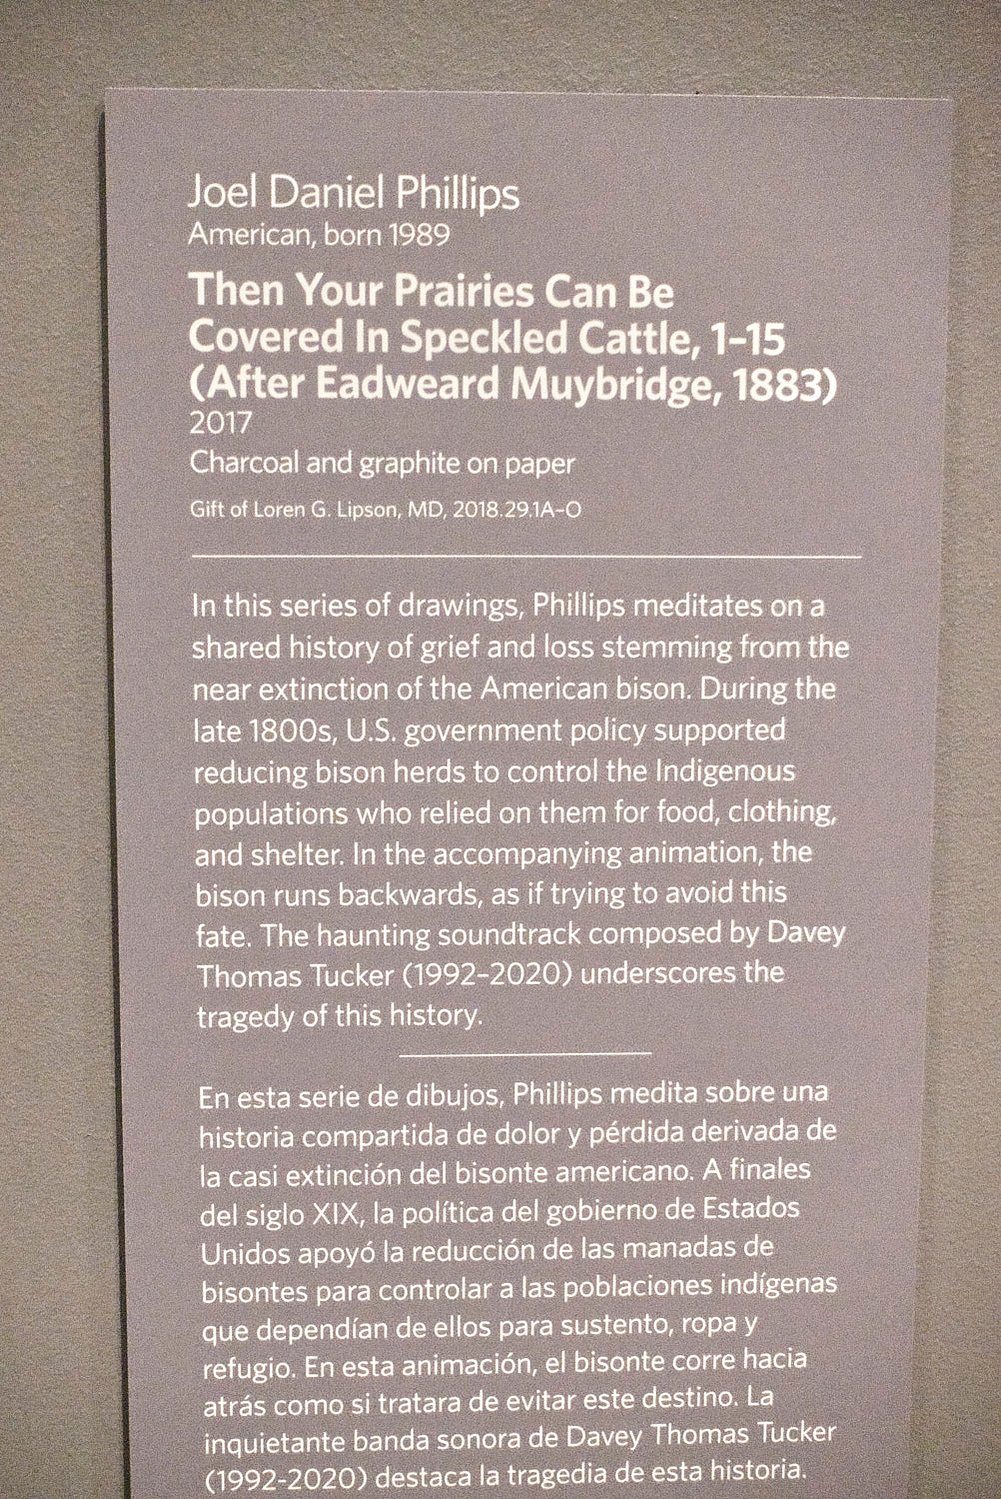 Joel Daniel Phillips
American, born 1989
Then Your Prairies Can Be
Covered In Speckled Cattle, 1–15
(After Eadweard Muybridge, 1883)
2017
Charcoal and graphite on paper
Gift of Loren G. Lipson, MD, 2018.29.1A–O
In this series of drawings, Phillips meditates on a
shared history of grief and loss stemming from the
near extinction of the American bison. During the
late 1800s, U.S. government policy supported
reducing bison herds to control the Indigenous
populations who relied on them for food, clothing,
and shelter. In the accompanying animation, the
bison runs backwards, as if trying to avoid this
fate. The haunting soundtrack composed by Davey
Thomas Tucker (1992–2020) underscores the
tragedy of this history.
En esta serie de dibujos, Phillips medita sobre una
historia compartida de dolor y pérdida derivada de
la casi extinción del bisonte americano. A finales
del siglo XIX, la política del gobierno de Estados
Unidos apoyó la reducción de las manadas de
bisontes para controlar a las poblaciones indígenas
que dependían de ellos para sustento, ropa y
refugio. En esta animación, el bisonte corre hacia
atrás como si tratara de evitar este destino. La
inquietante banda sonora de Davey Thomas Tucker
(1992-2020) destaca la tragedia de esta historia.